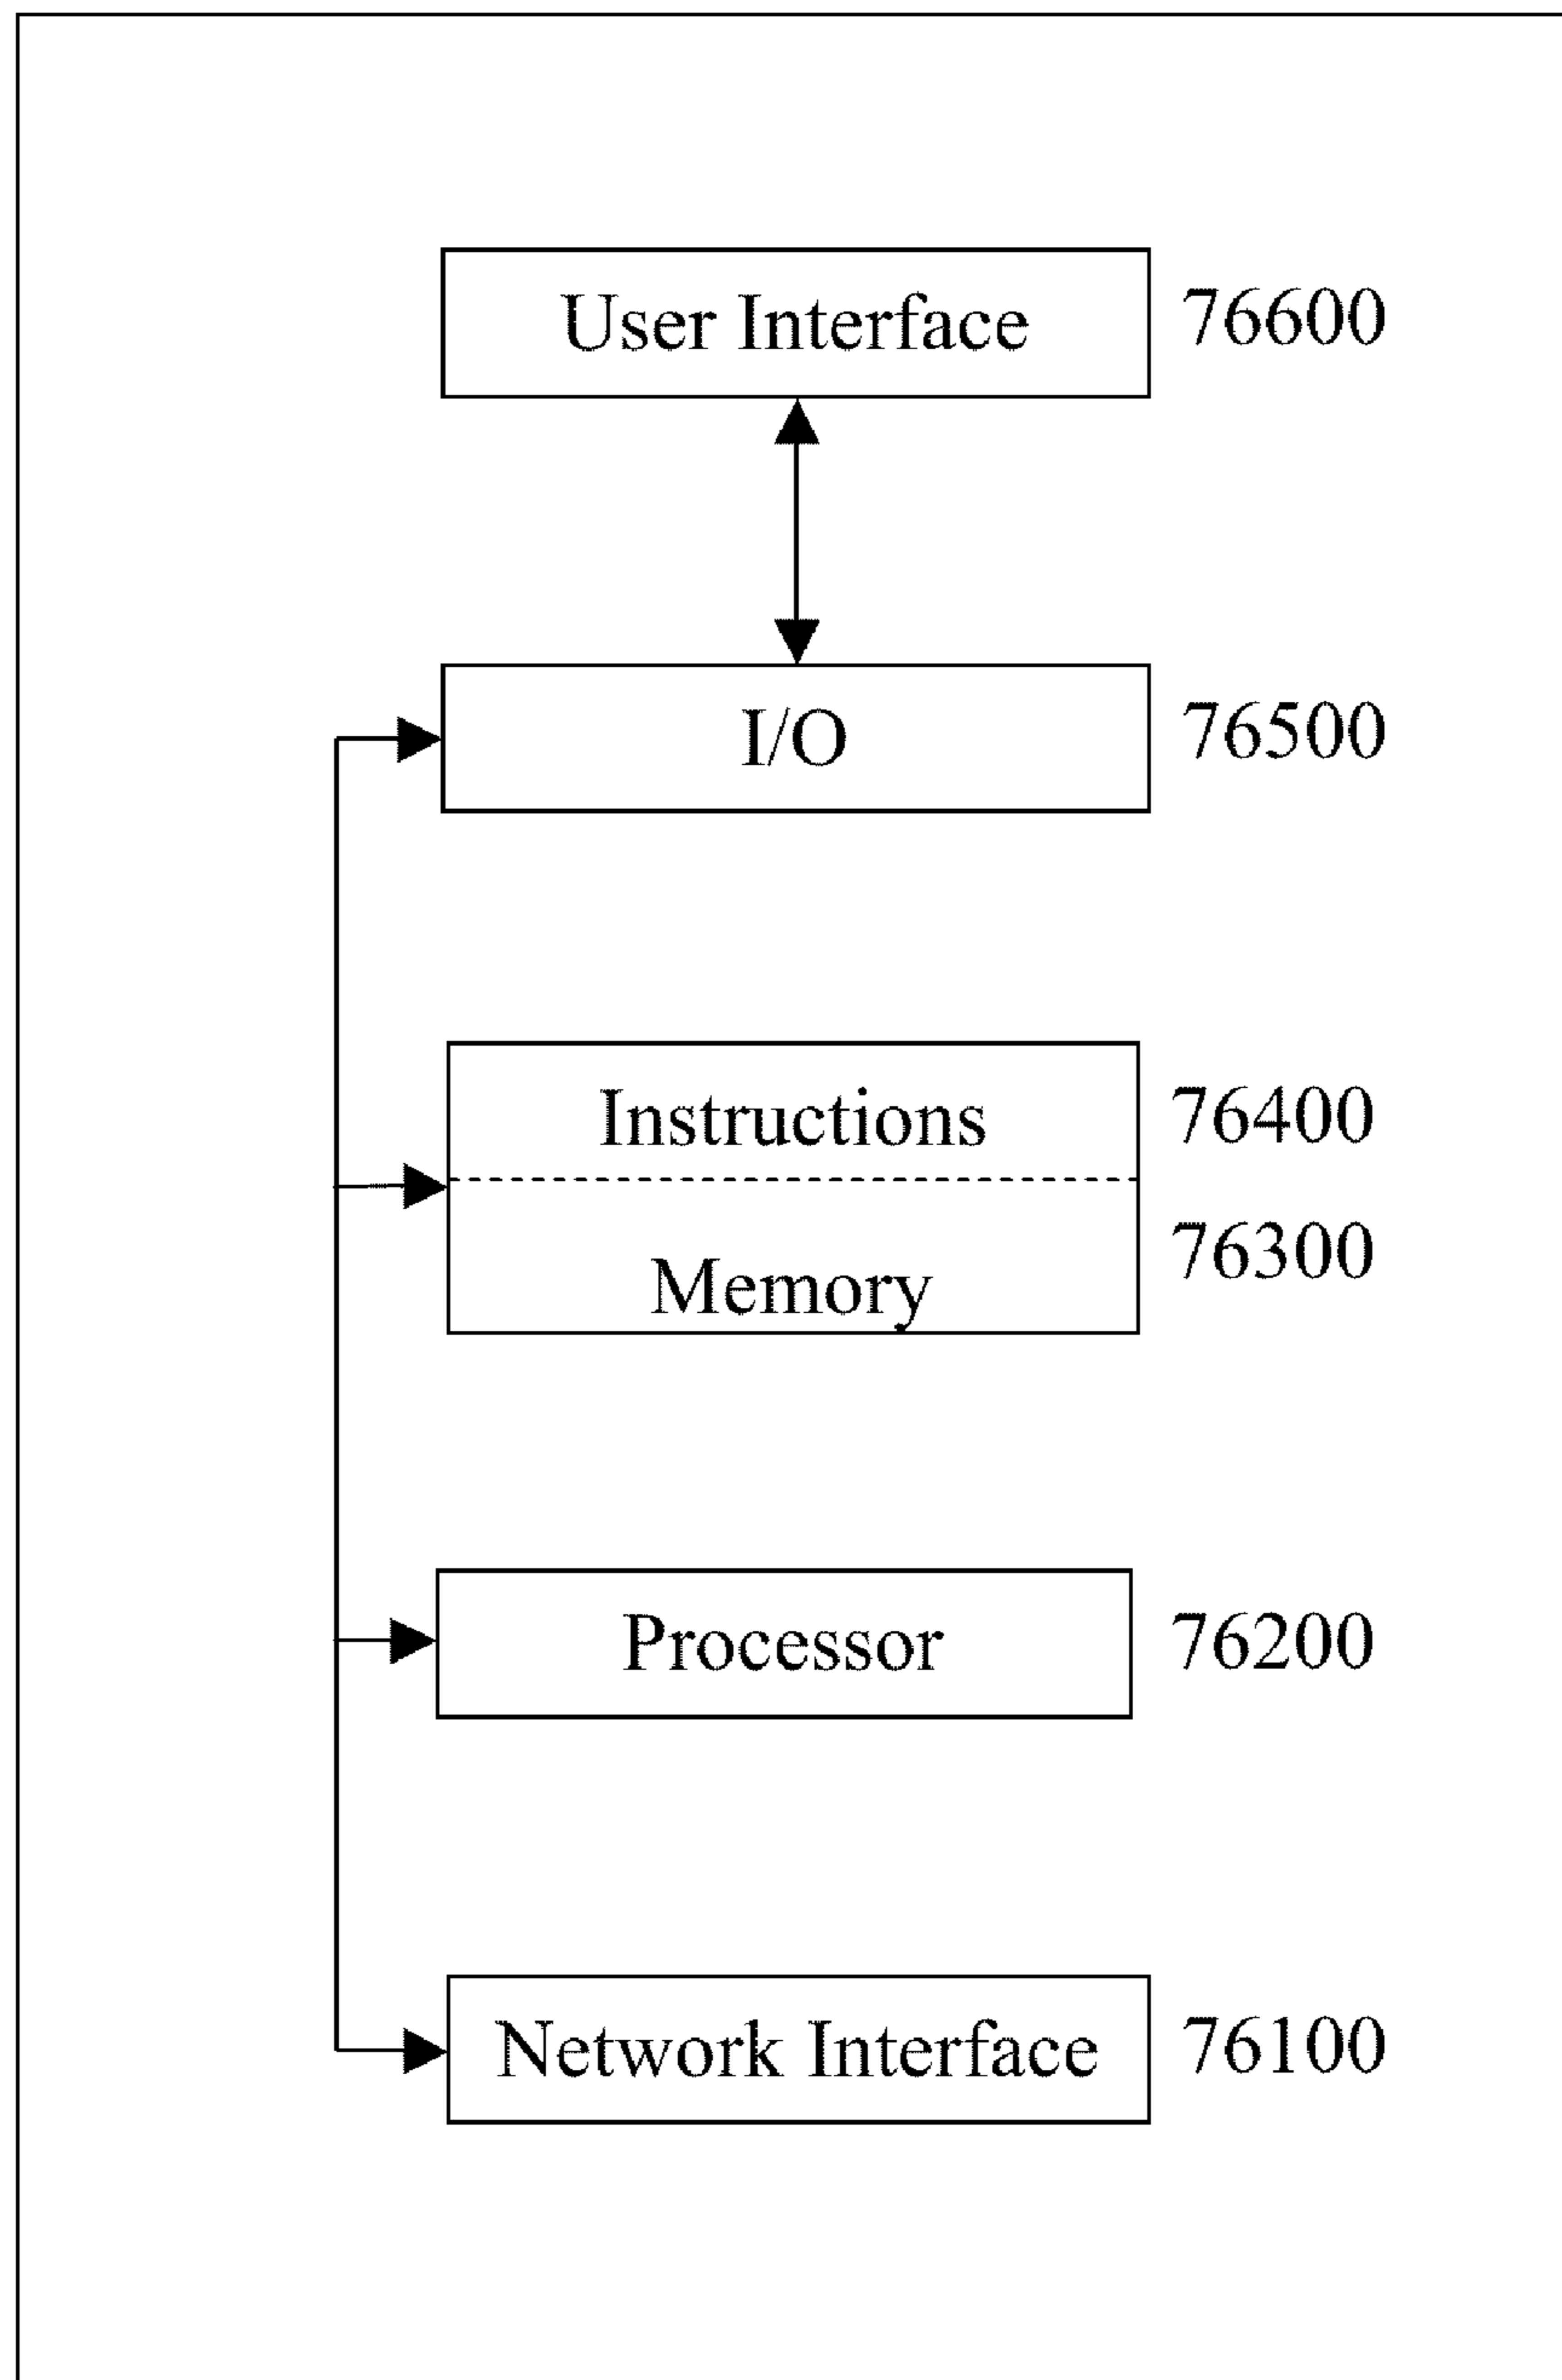 User Interface 76600
I/O 76500
Instructions 76400
Memory 76300
Processor 76200
Network Interface 76100